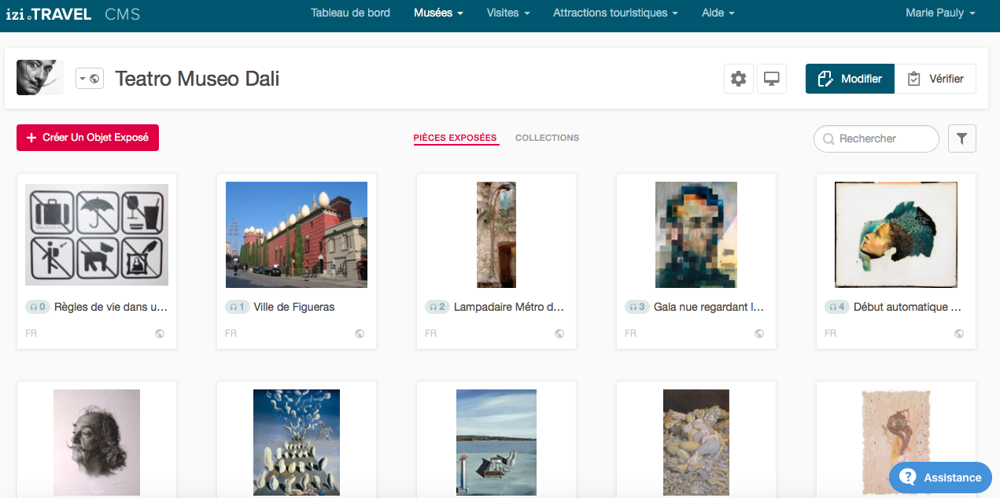 izi.TRAVEL CMS
Tableau de bord
Musées
Visites
Attractions touristiques
Aide
Marie Pauly
Teatro Museo Dali
Modifier
Vérifier
+ Créer Un Objet Exposé
PIÈCES EXPOSÉES
COLLECTIONS
Rechercher
0 Règles de vie dans u...
FR
1 Ville de Figueras
FR
2 Lampadaire Métro d...
FR
3 Gala nue regardant l...
FR
4 Début automatique ...
FR
? Assistance